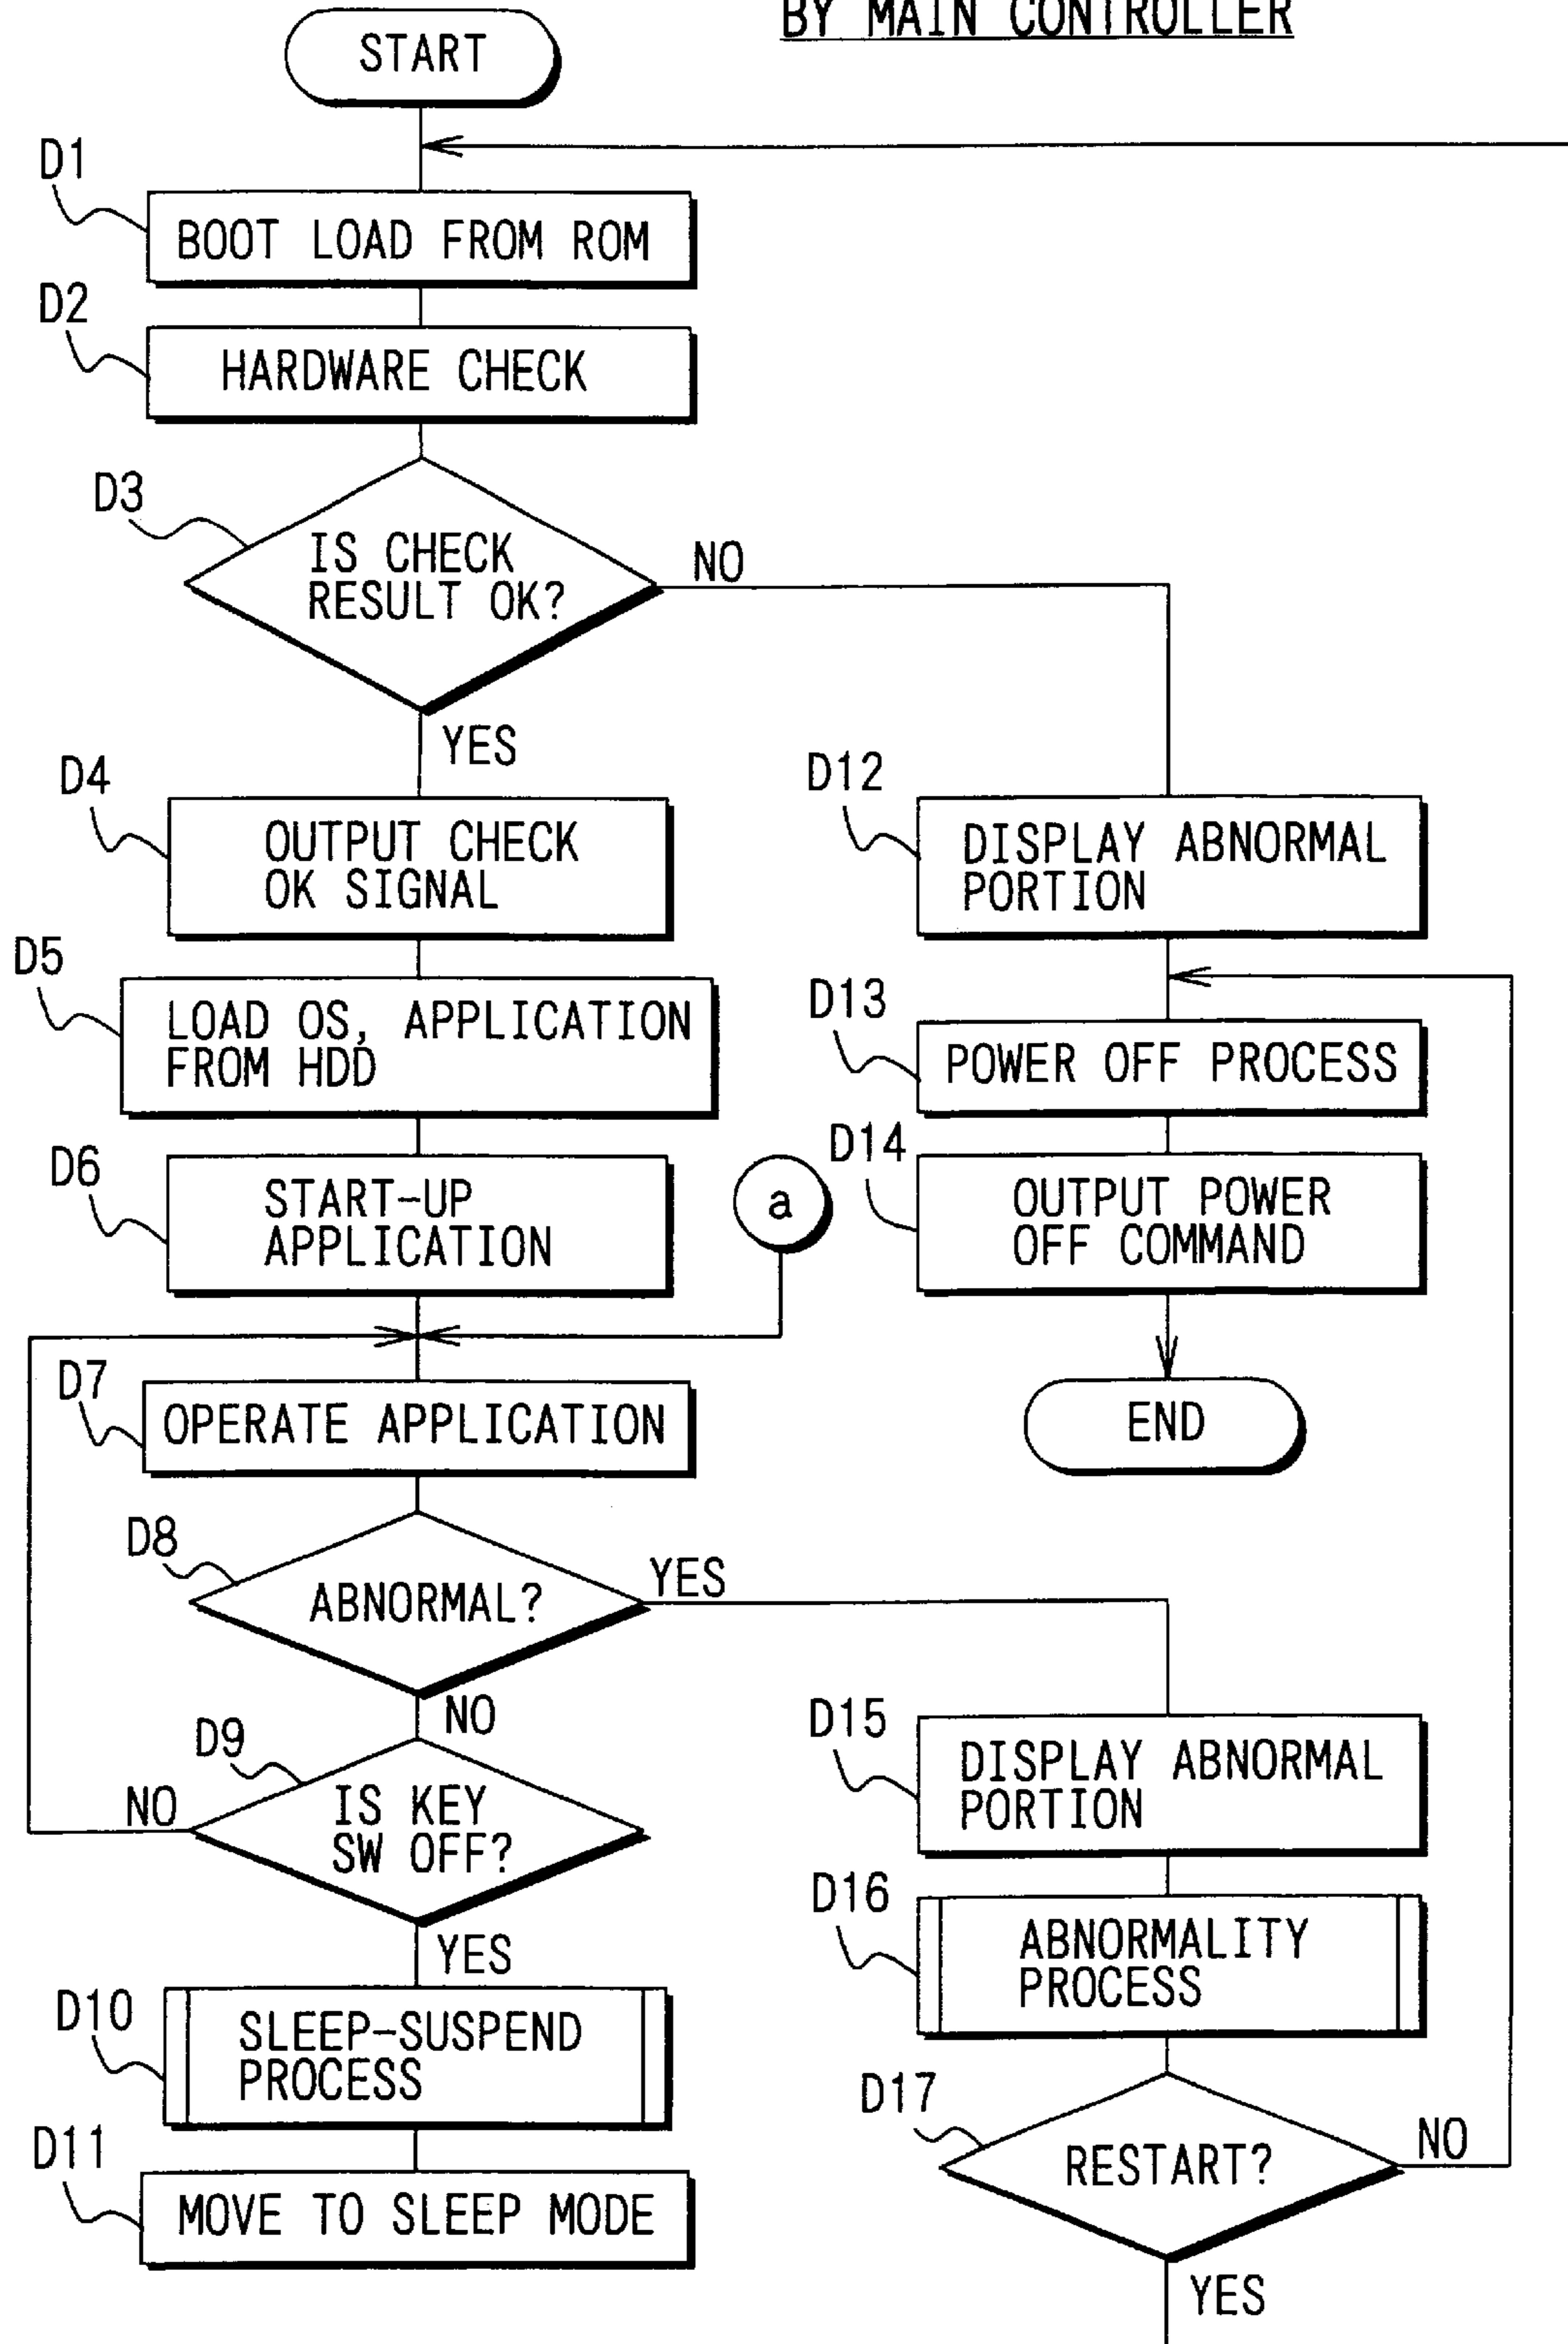 BY MAIN CONTROLLER
START
D1
BOOT LOAD FROM ROM
D2
HARDWARE CHECK
D3
IS CHECK
RESULT OK?
NO
YES
D4
OUTPUT CHECK
OK SIGNAL
D5
LOAD OS, APPLICATION
FROM HDD
D6
START-UP
APPLICATION
a
D7
OPERATE APPLICATION
D8
ABNORMAL?
YES
NO
D9
IS KEY
SW OFF?
NO
YES
D10
SLEEP-SUSPEND
PROCESS
D11
MOVE TO SLEEP MODE
D12
DISPLAY ABNORMAL
PORTION
D13
POWER OFF PROCESS
D14
OUTPUT POWER
OFF COMMAND
END
D15
DISPLAY ABNORMAL
PORTION
D16
ABNORMALITY
PROCESS
D17
RESTART?
NO
YES